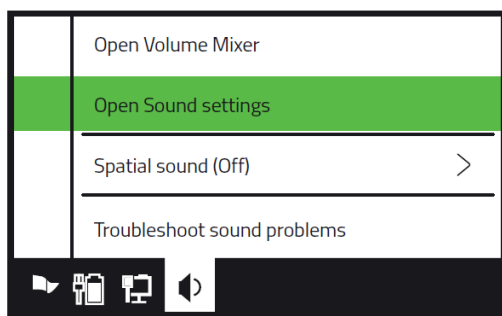 Open Volume Mixer
Open Sound settings
Spatial sound (Off)
Troubleshoot sound problems